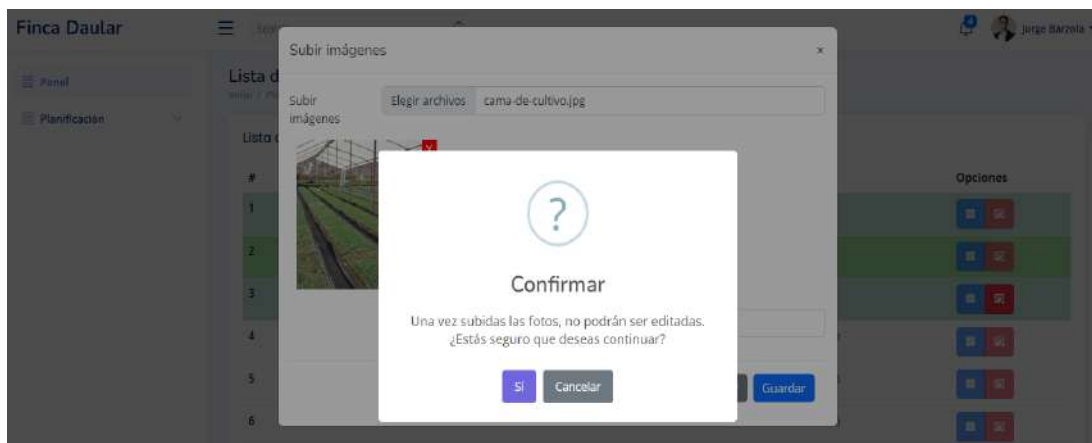 Finca Daular
Jorge Barzola
Subir imágenes
x
Panel
Lista d
Subir
imágenes
Elegir archivos cama-de-cultivo.jpg
Planificación
Lista
X
# Opciones
1
2
3
4
5
6
?
Confirmar
Una vez subidas las fotos, no podrán ser editadas.
¿Estás seguro que deseas continuar?
Sí Cancelar
Guardar